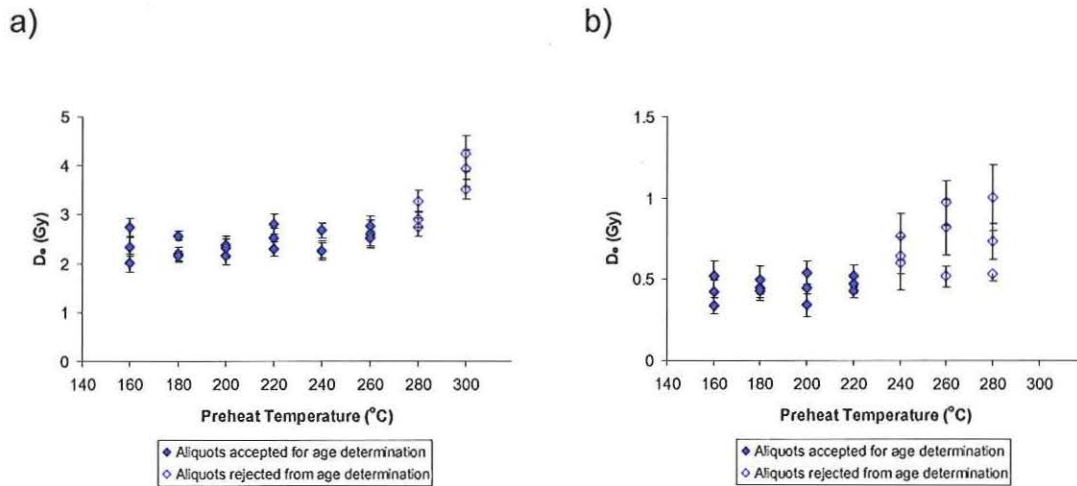 a)
b)
5
4
3
2
1
0
Dₑ (Gy)
140 160 180 200 220 240 260 280 300
Preheat Temperature (°C)
Aliquots accepted for age determination
Aliquots rejected from age determination
1.5
1
0.5
0
Dₑ (Gy)
140 160 180 200 220 240 260 280 300
Preheat Temperature (°C)
Aliquots accepted for age determination
Aliquots rejected from age determination